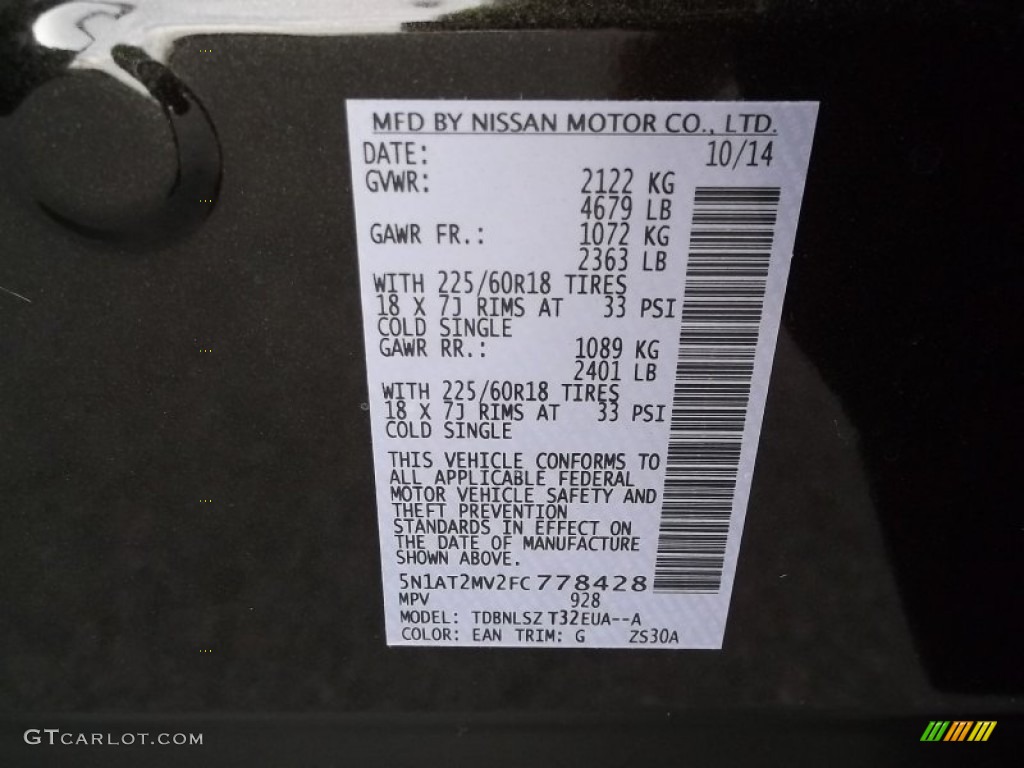 MFD BY NISSAN MOTOR CO., LTD.
DATE: 10/14
GVWR: 2122 KG
4679 LB
GAWR FR.: 1072 KG
2363 LB
WITH 225/60R18 TIRES
18 X 7J RIMS AT 33 PSI
COLD SINGLE
GAWR RR.: 1089 KG
2401 LB
WITH 225/60R18 TIRES
18 X 7J RIMS AT 33 PSI
COLD SINGLE
THIS VEHICLE CONFORMS TO
ALL APPLICABLE FEDERAL
MOTOR VEHICLE SAFETY AND
THEFT PREVENTION
STANDARDS IN EFFECT ON
THE DATE OF MANUFACTURE
SHOWN ABOVE.
5N1AT2MV2FC778428
MPV 928
MODEL: TDBNLSZ T32EUA--A
COLOR: EAN TRIM: G ZS30A
GTCARLOT.COM